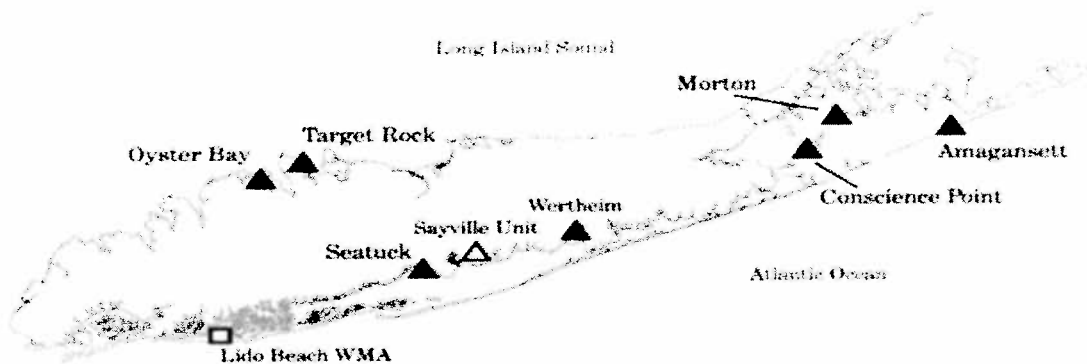 Long Island Sound
Morton
Target Rock
Oyster Bay
Amagansett
Conscience Point
Wertheim
Sayville Unit
Seatuck
Atlantic Ocean
Lido Beach WMA